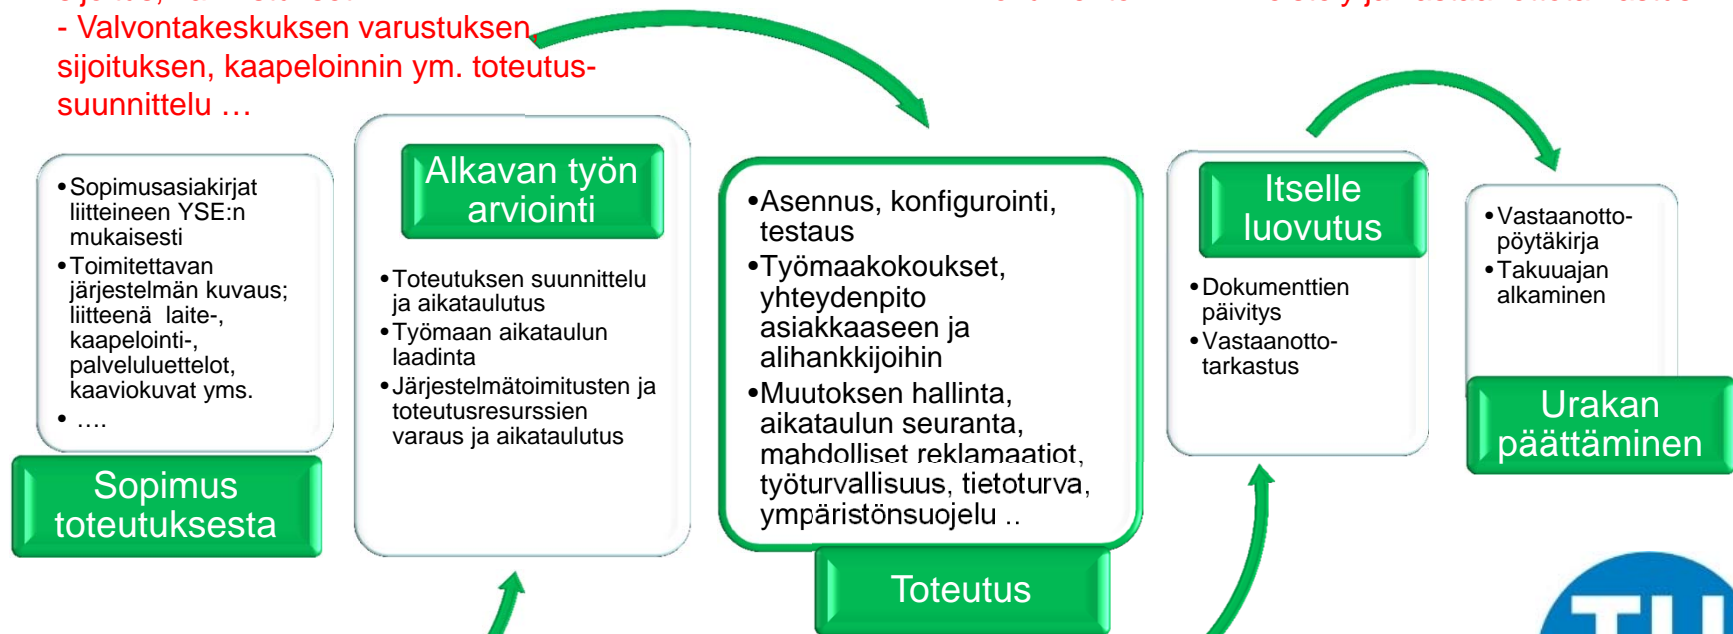 - Valvontakeskuksen varustuksen,
sijoituksen, kaapeloinnin ym. toteutus-
suunnittelu …
•Sopimusasiakirjat
liitteineen YSE:n
mukaisesti
•Toimitettavan
järjestelmän kuvaus;
liitteenä laite-,
kaapelointi-,
palveluluettelot,
kaaviokuvat yms.
• ….
Sopimus
toteutuksesta
Alkavan työn
arviointi
•Toteutuksen suunnittelu
ja aikataulutus
•Työmaan aikataulun
laadinta
•Järjestelmätoimitusten ja
toteutusresurssien
varaus ja aikataulutus
•Asennus, konfigurointi,
testaus
•Työmaakokoukset,
yhteydenpito
asiakkaaseen ja
alihankkijoihin
•Muutoksen hallinta,
aikataulun seuranta,
mahdolliset reklamaatiot,
työturvallisuus, tietoturva,
ympäristönsuojelu ..
Toteutus
Itselle
luovutus
•Dokumenttien
päivitys
•Vastaanotto-
tarkastus
•Vastaanotto-
pöytäkirja
•Takuuajan
alkaminen
Urakan
päättäminen